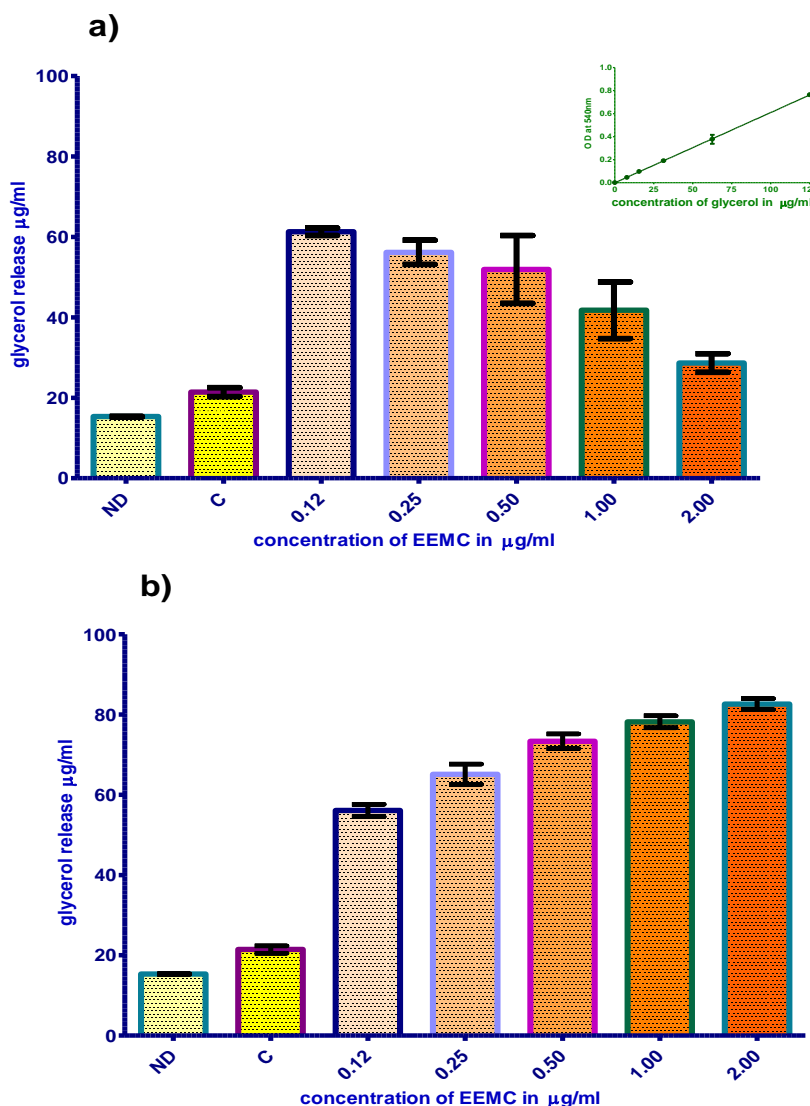 a)
100
80
60
40
20
0
glycerol release μg/ml
ND C 0.12 0.25 0.50 1.00 2.00
concentration of EEMC in μg/ml
1.0
0.8
0.6
0.4
0.2
0.0
OD at 540nm
0 25 50 75 100 125
concentration of glycerol in μg/ml
b)
100
80
60
40
20
0
glycerol release μg/ml
ND C 0.12 0.25 0.50 1.00 2.00
concentration of EEMC in μg/ml